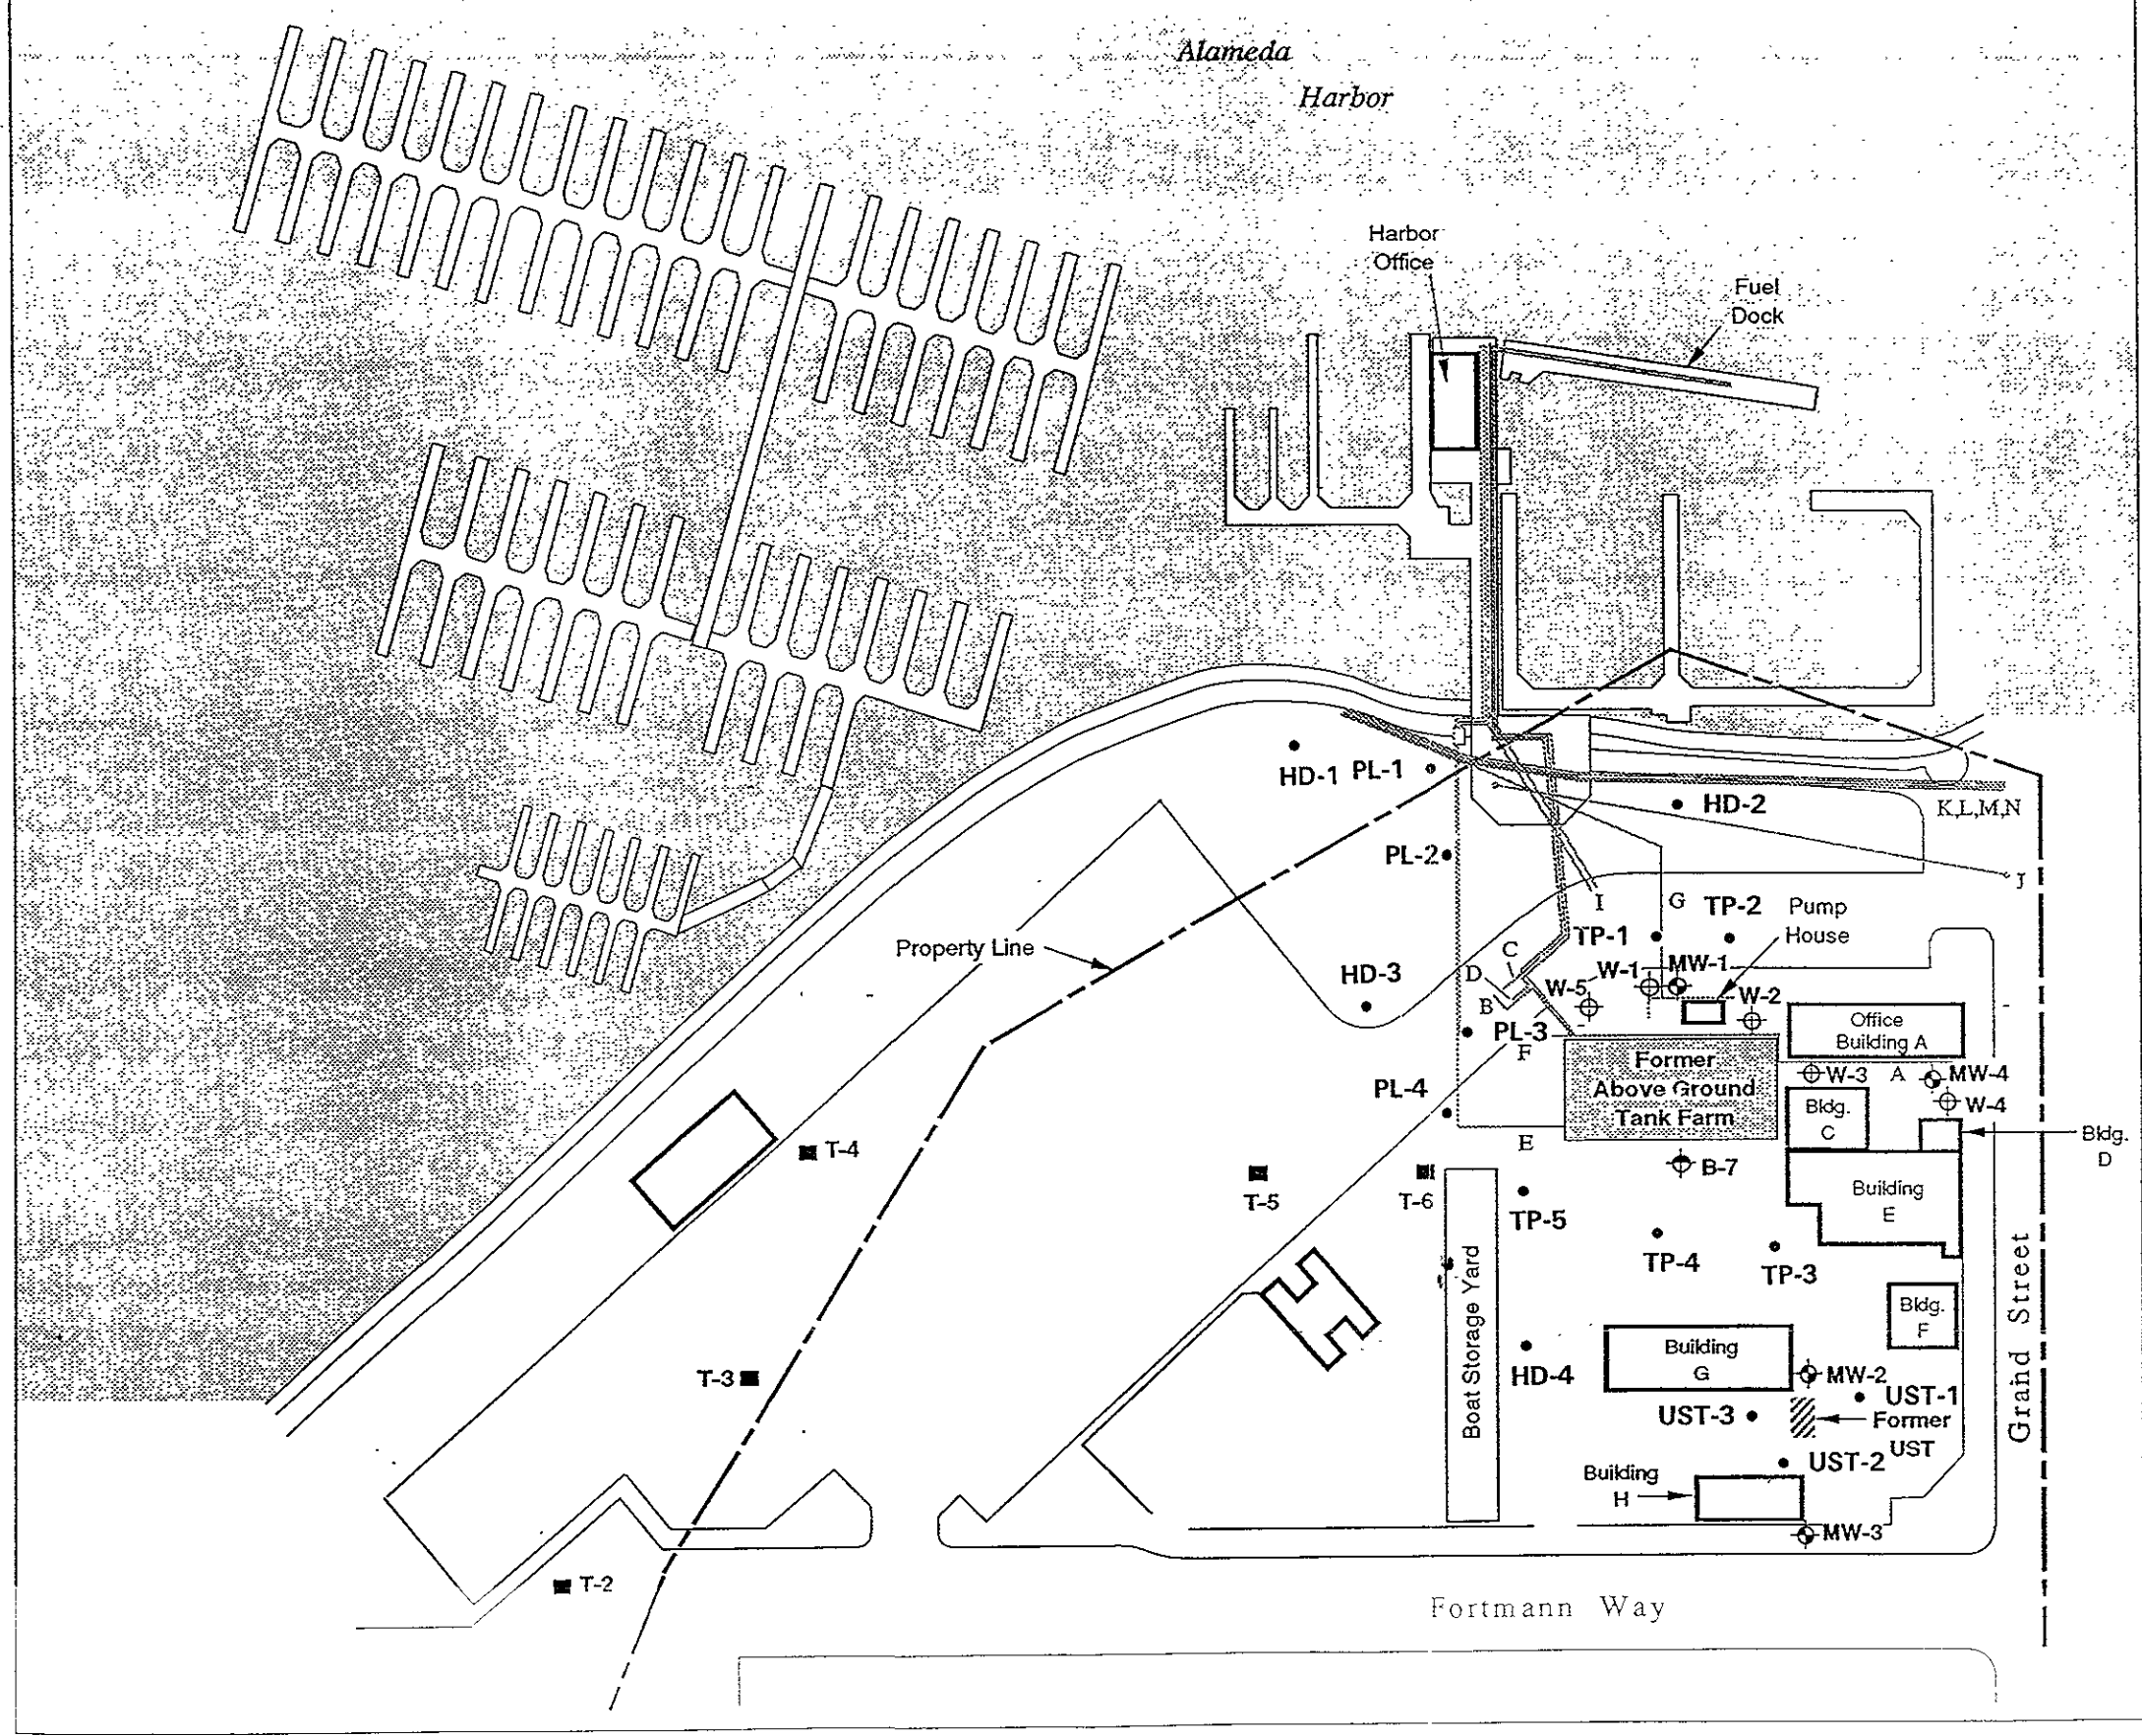 Alameda
Harbor
Harbor
Office
Fuel
Dock
HD-1
PL-1
HD-2
K,L,M,N
PL-2
J
I
G
TP-2
Pump
House
TP-1
Property Line
C
HD-3
D
W-1
MW-1
B
W-5
W-2
PL-3
Office
Building A
F
Former
Above Ground
Tank Farm
W-3
A
MW-4
PL-4
Bldg.
C
W-4
E
Bldg.
D
T-4
B-7
T-5
T-6
Building
E
TP-5
TP-4
TP-3
Boat Storage Yard
Grand Street
Bldg.
F
Building
G
T-3
HD-4
MW-2
UST-1
UST-3
Former
UST
UST-2
Building
H
MW-3
T-2
Fortmann Way